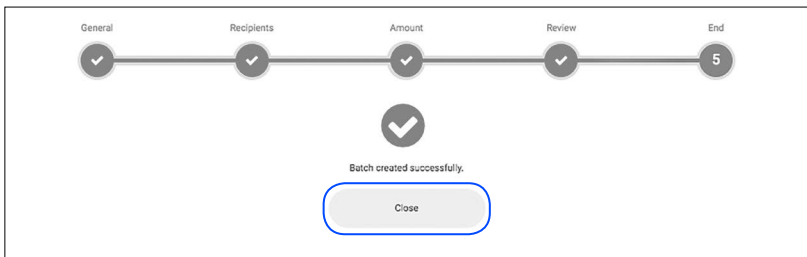 General Recipients Amount Review End
5
Batch created successfully.
Close